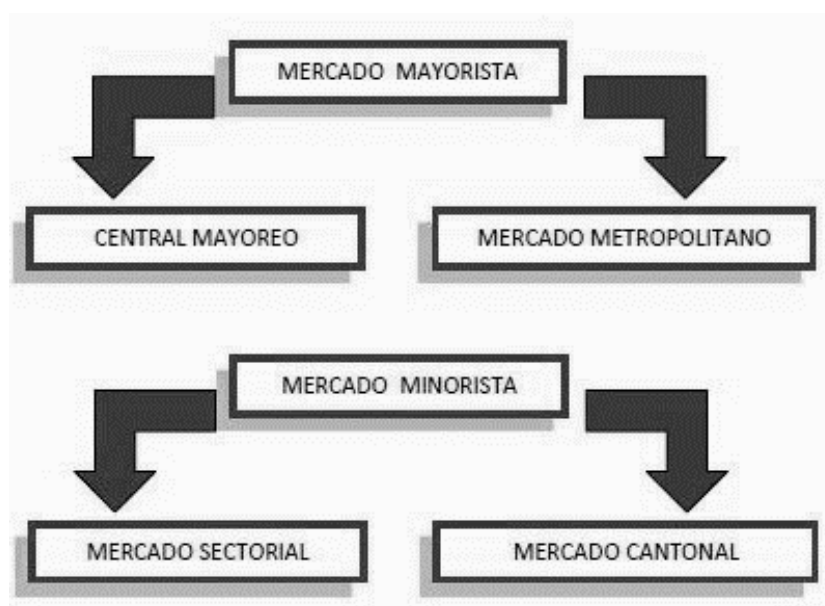 MERCADO MAYORISTA
CENTRAL MAYOREO
MERCADO METROPOLITANO
MERCADO MINORISTA
MERCADO SECTORIAL
MERCADO CANTONAL